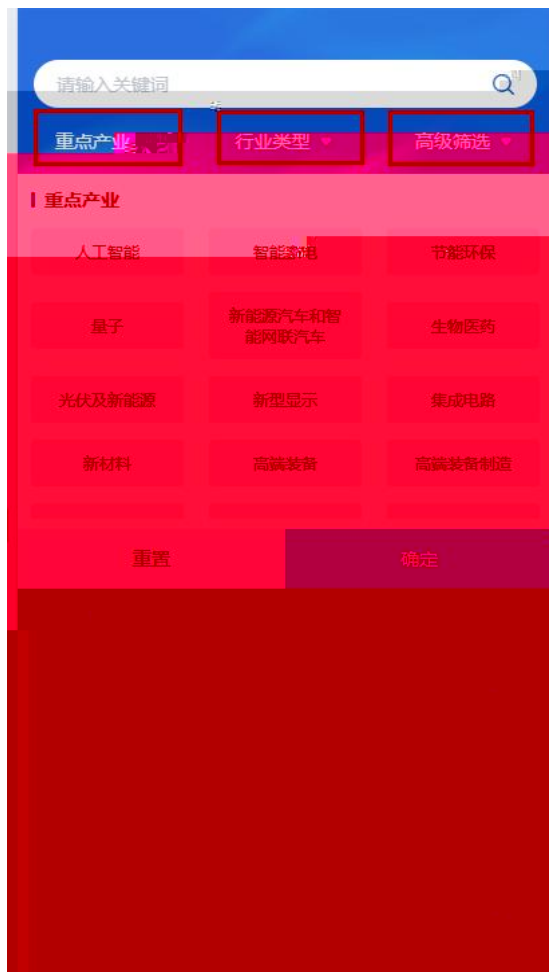 请输入关键词
重点产业 行业类型 高级筛选
重点产业
人工智能 智能家电 节能环保
量子 新能源汽车和智能网联汽车 生物医药
光伏及新能源 新型显示 集成电路
新材料 高端装备 高端装备制造
重置 确定